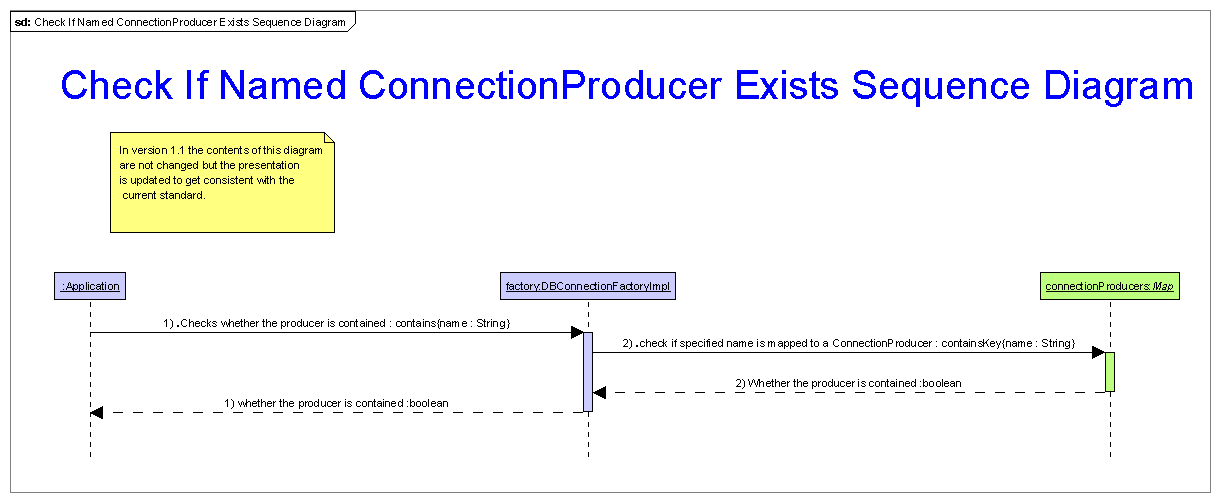 sd: Check If Named ConnectionProducer Exists Sequence Diagram
Check If Named ConnectionProducer Exists Sequence Diagram
In version 1.1 the contents of this diagram
are not changed but the presentation
is updated to get consistent with the
current standard.
:Application
factory:DBConnectionFactoryImpl
connectionProducers:Map
1) .Checks whether the producer is contained : contains{name : String}
2) .check if specified name is mapped to a ConnectionProducer : containsKey{name : String}
2) Whether the producer is contained :boolean
1) whether the producer is contained :boolean